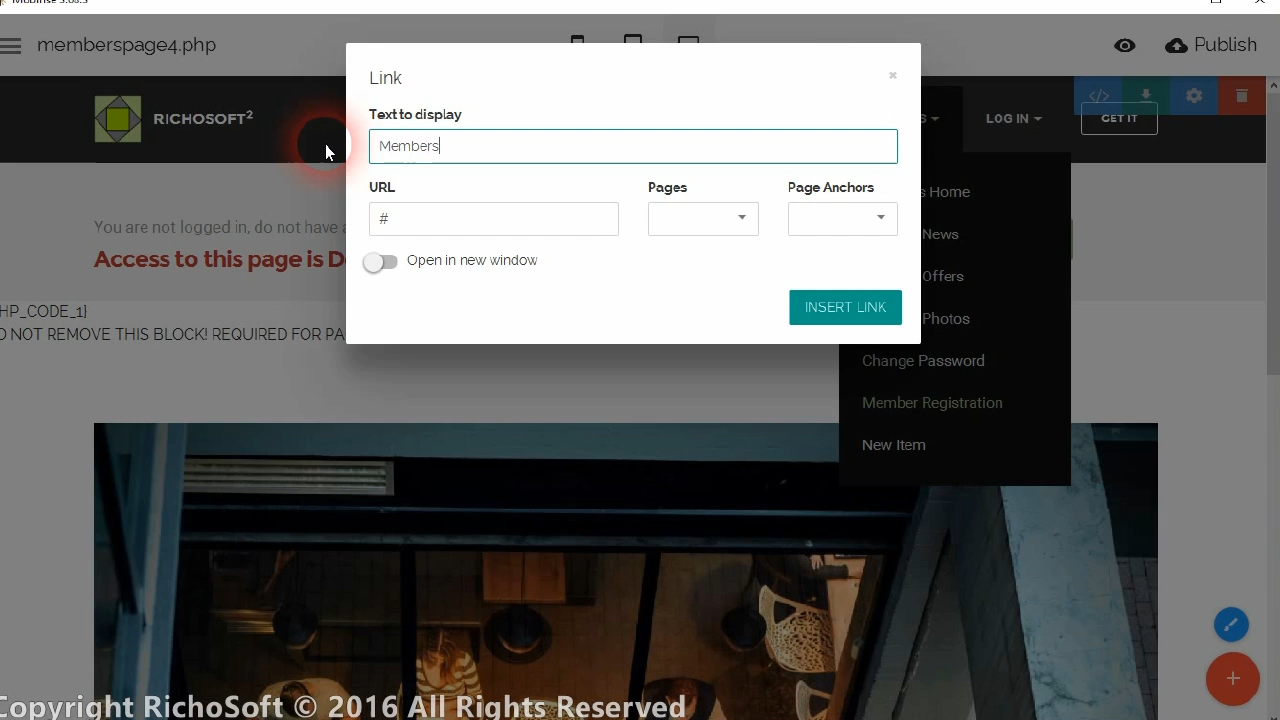 Mobirise 3.08.3
memberspage4.php
Publish
Link
×
Text to display
Members
URL
Pages
Page Anchors
#
Open in new window
INSERT LINK
RICHOSOFT²
LOG IN
GET IT
</>
s Home
News
Offers
Photos
Change Password
Member Registration
New Item
You are not logged in, do not have a
Access to this page is D
HP_CODE_1}
O NOT REMOVE THIS BLOCK! REQUIRED FOR PA
Copyright RichoSoft © 2016 All Rights Reserved